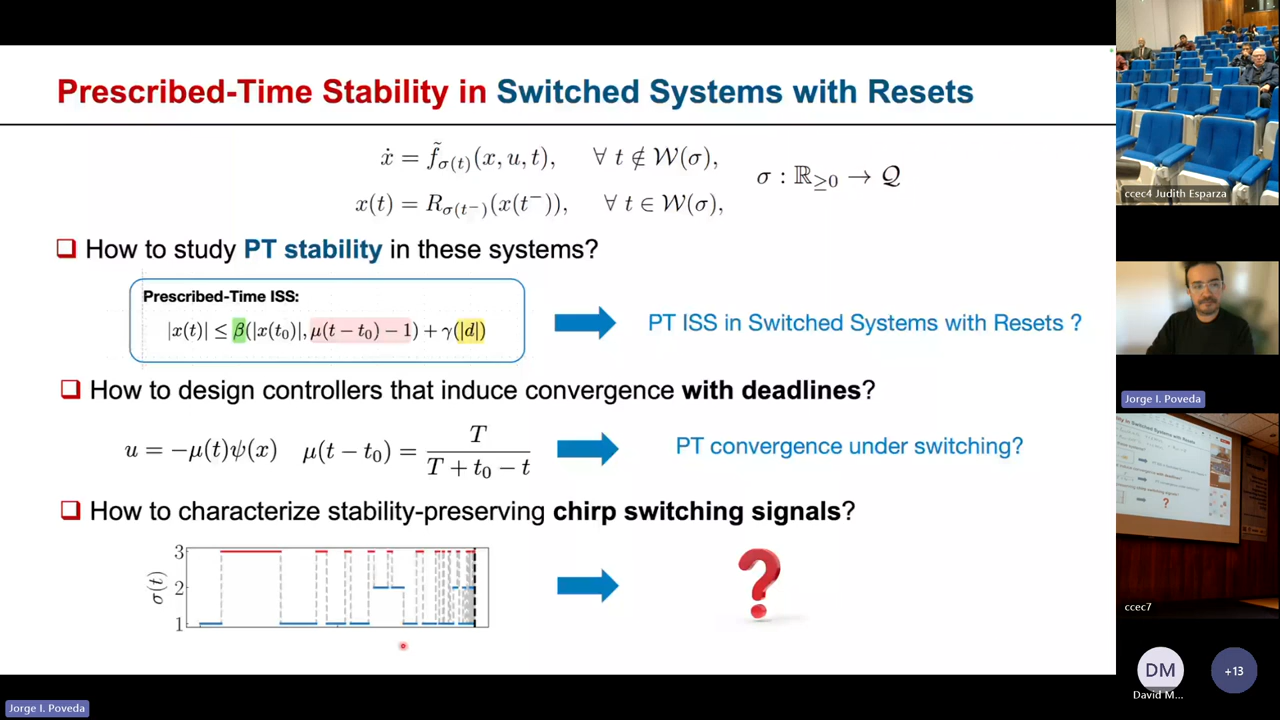 Prescribed-Time Stability in Switched Systems with Resets
ẋ = f̃_σ(t)(x, u, t), ∀ t ∉ 𝒲(σ),
x(t) = R_σ(t⁻)(x(t⁻)), ∀ t ∈ 𝒲(σ),
σ : ℝ≥0 → 𝒬
How to study PT stability in these systems?
Prescribed-Time ISS:
|x(t)| ≤ β(|x(t₀)|, μ(t − t₀) − 1) + γ(|d|)
PT ISS in Switched Systems with Resets ?
How to design controllers that induce convergence with deadlines?
u = −μ(t)ψ(x) μ(t − t₀) = T / (T + t₀ − t)
PT convergence under switching?
How to characterize stability-preserving chirp switching signals?
σ(t)
3
2
1
?
Jorge I. Poveda
ccec4 Judith Esparza
Jorge I. Poveda
ccec7
DM
David M...
+13